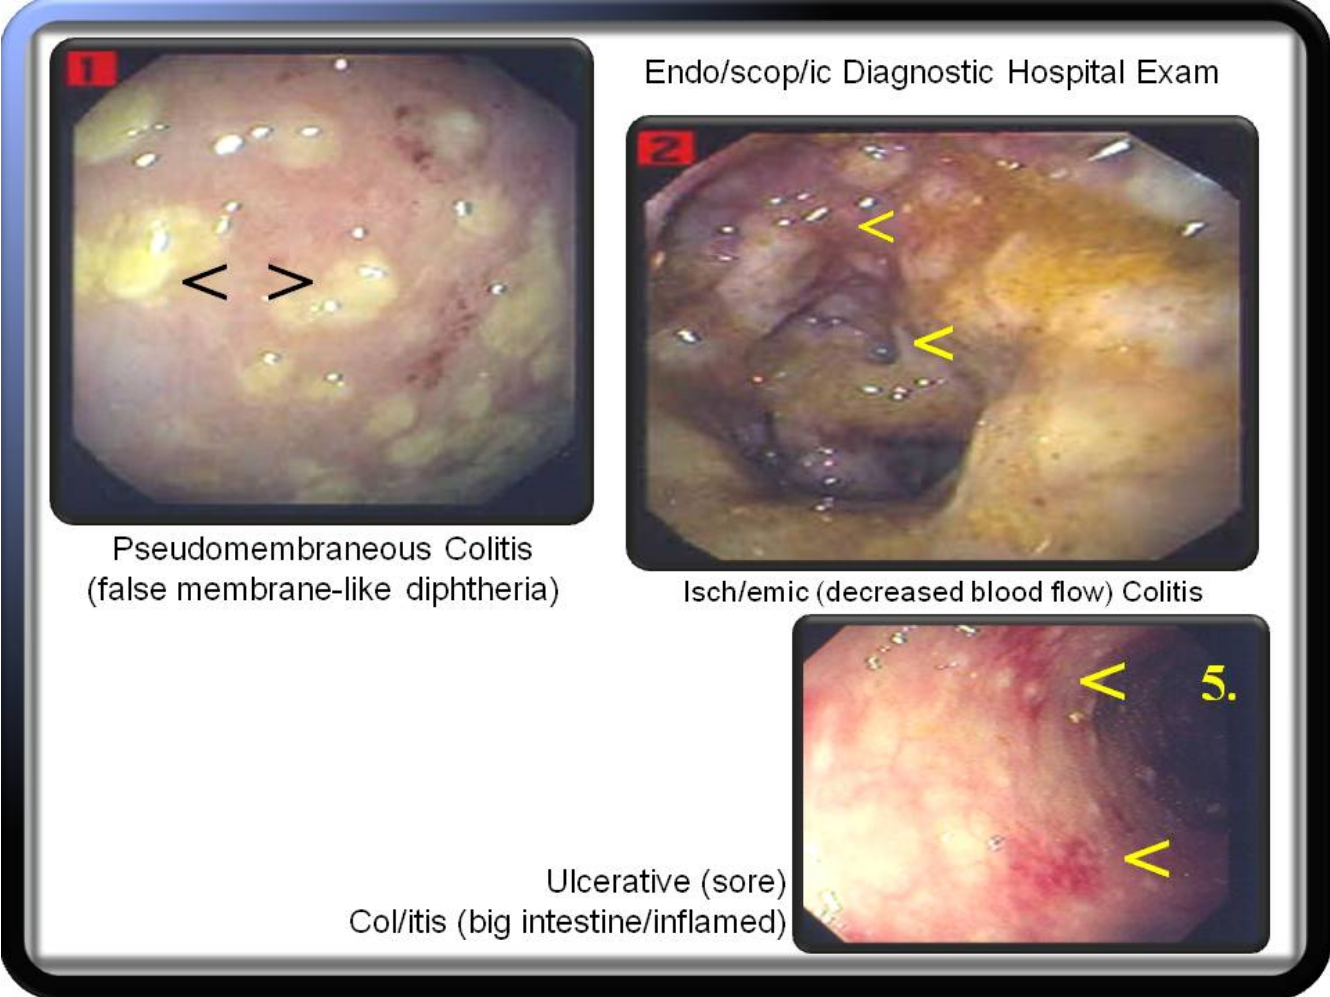 1
Endo/scop/ic Diagnostic Hospital Exam
2
<
< >
<
Pseudomembraneous Colitis
(false membrane-like diphtheria)
Isch/emic (decreased blood flow) Colitis
< 5.
<
Ulcerative (sore)
Col/itis (big intestine/inflamed)